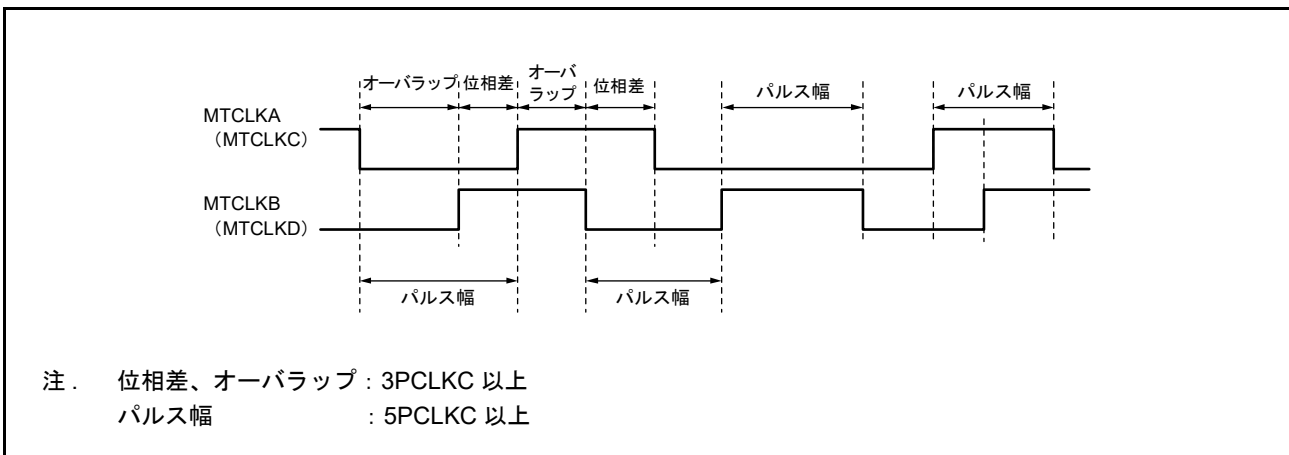 オーバラップ 位相差 オーバ
ラップ 位相差 パルス幅 パルス幅
MTCLKA
(MTCLKC)
MTCLKB
(MTCLKD)
パルス幅 パルス幅
注. 位相差、オーバラップ : 3PCLKC 以上
パルス幅 : 5PCLKC 以上